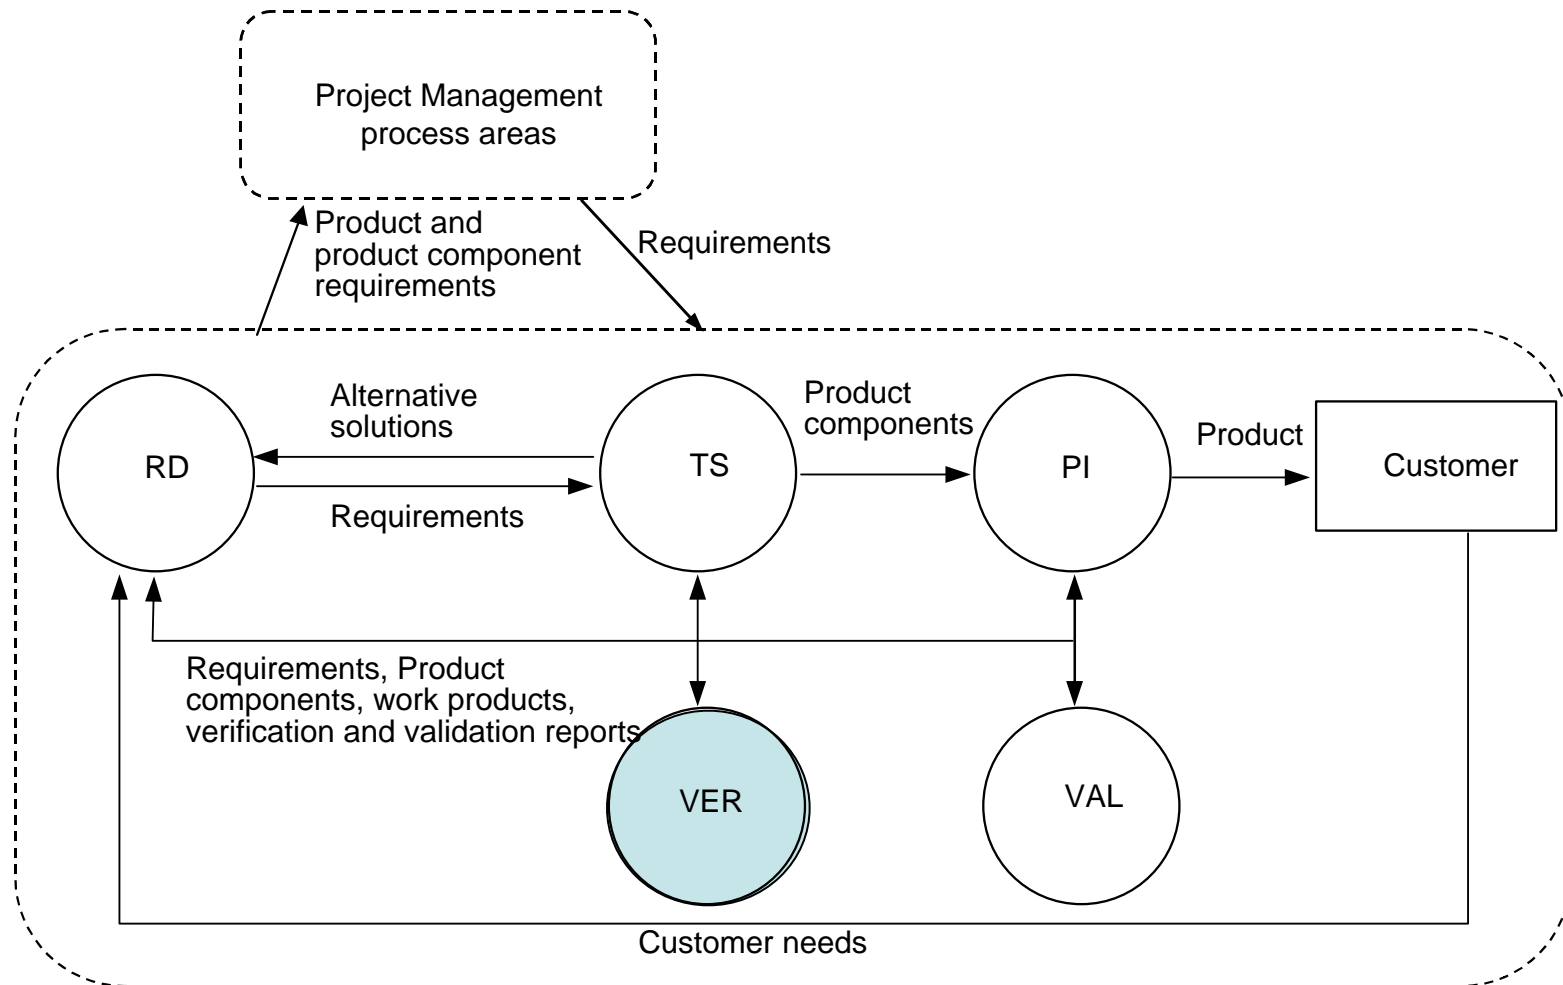 Project Management
process areas
Product and
product component
requirements
Requirements
Alternative
solutions
Product
components
Product
RD
TS
PI
Customer
Requirements
Requirements, Product
components, work products,
verification and validation reports
VER
VAL
Customer needs